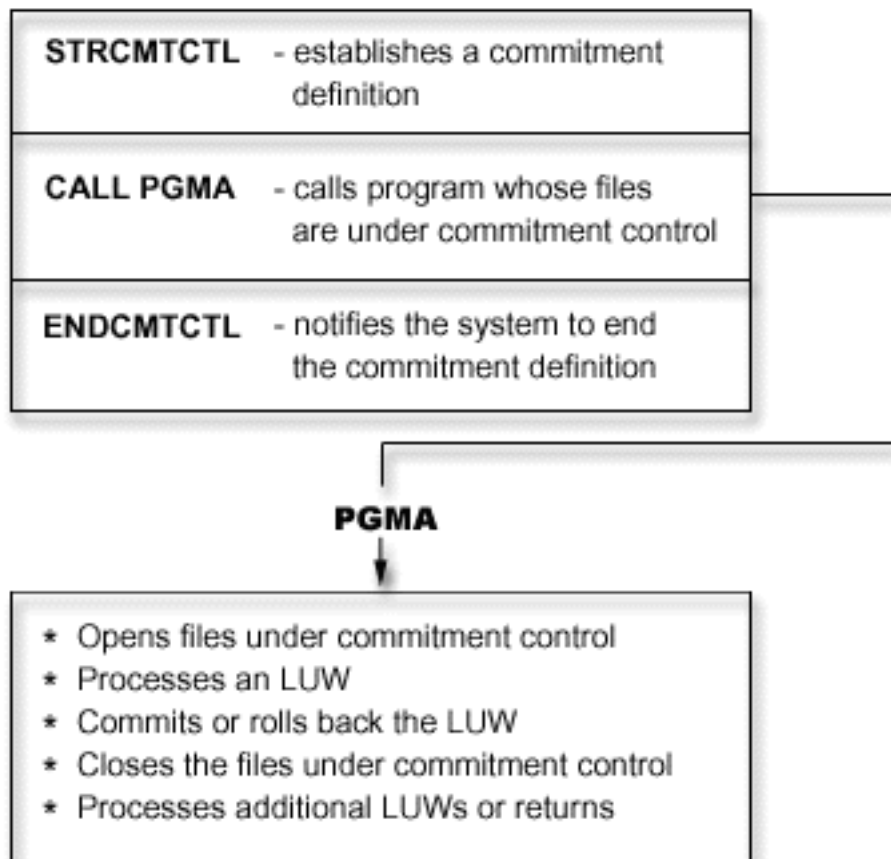 STRCMTCTL - establishes a commitment
definition
CALL PGMA - calls program whose files
are under commitment control
ENDCMTCTL - notifies the system to end
the commitment definition
PGMA
* Opens files under commitment control
* Processes an LUW
* Commits or rolls back the LUW
* Closes the files under commitment control
* Processes additional LUWs or returns